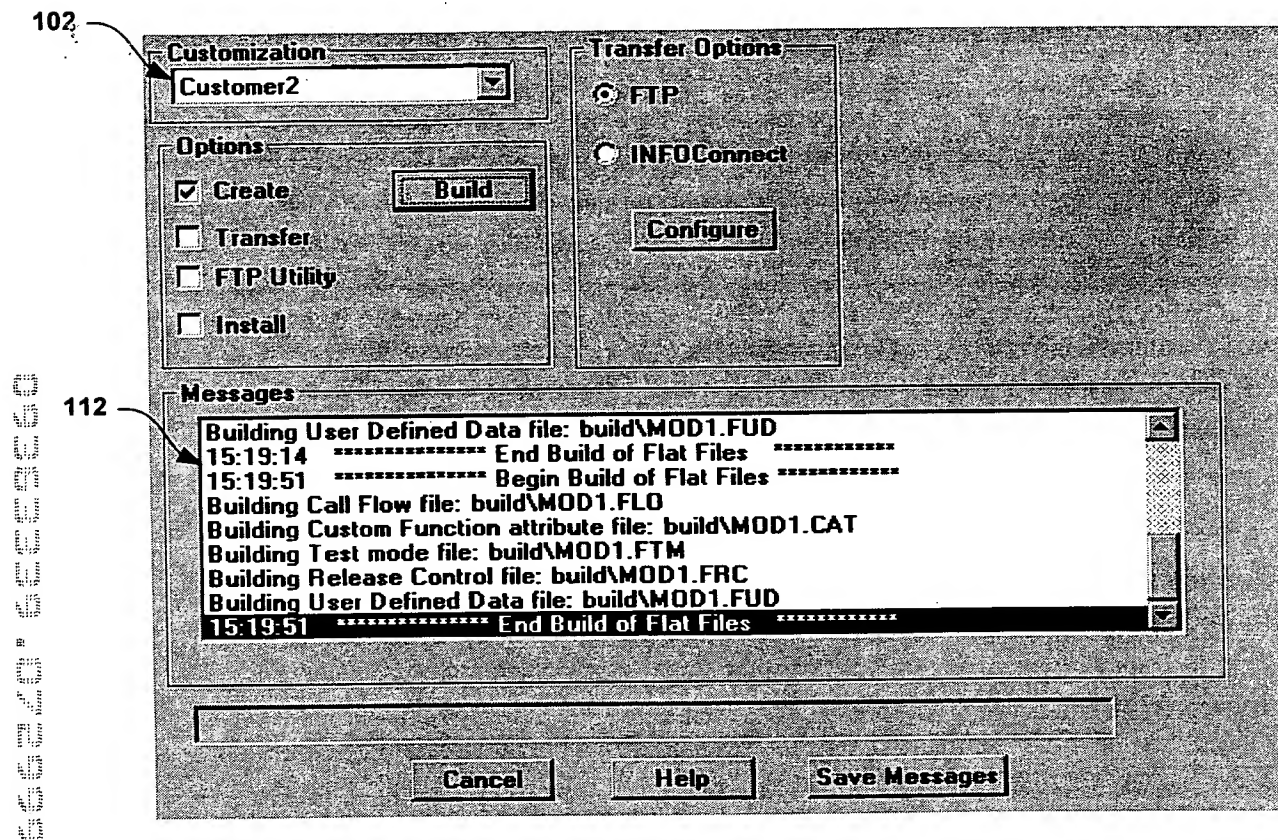 102
Customization
Customer2
Transfer Options
FTP
INFOConnect
Configure
Options
Create
Build
Transfer
FTP Utility
Install
112
Messages
Building User Defined Data file: build\MOD1.FUD
15:19:14 *************** End Build of Flat Files ************
15:19:51 *************** Begin Build of Flat Files ************
Building Call Flow file: build\MOD1.FLO
Building Custom Function attribute file: build\MOD1.CAT
Building Test mode file: build\MOD1.FTM
Building Release Control file: build\MOD1.FRC
Building User Defined Data file: build\MOD1.FUD
15:19:51 *************** End Build of Flat Files ************
Cancel
Help
Save Messages